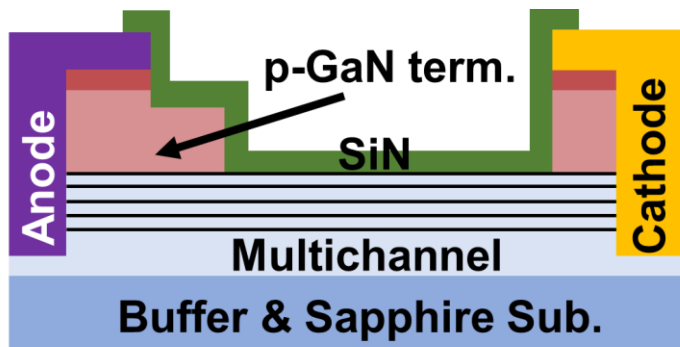 p-GaN term.
SiN
Anode
Cathode
Multichannel
Buffer & Sapphire Sub.